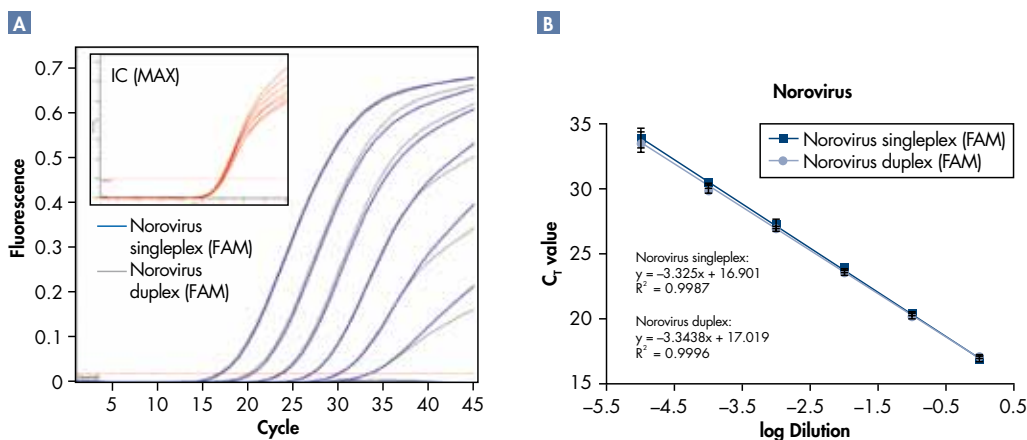 A
0.7
0.6
0.5
0.4
0.3
0.2
0.1
0
Fluorescence
IC (MAX)
Norovirus
singleplex (FAM)
Norovirus
duplex (FAM)
5 10 15 20 25 30 35 40 45
Cycle
B
Norovirus
35
30
25
20
15
C_T value
Norovirus singleplex (FAM)
Norovirus duplex (FAM)
Norovirus singleplex:
y = –3.325x + 16.901
R² = 0.9987
Norovirus duplex:
y = –3.3438x + 17.019
R² = 0.9996
–5.5 –4.5 –3.5 –2.5 –1.5 –0.5 0.5
log Dilution